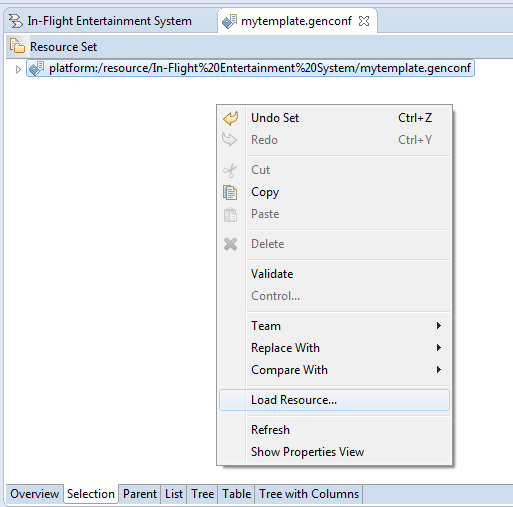 In-Flight Entertainment System mytemplate.genconf
Resource Set
platform:/resource/In-Flight%20Entertainment%20System/mytemplate.genconf
Undo Set Ctrl+Z
Redo Ctrl+Y
Cut
Copy
Paste
Delete
Validate
Control...
Team
Replace With
Compare With
Load Resource...
Refresh
Show Properties View
Overview Selection Parent List Tree Table Tree with Columns